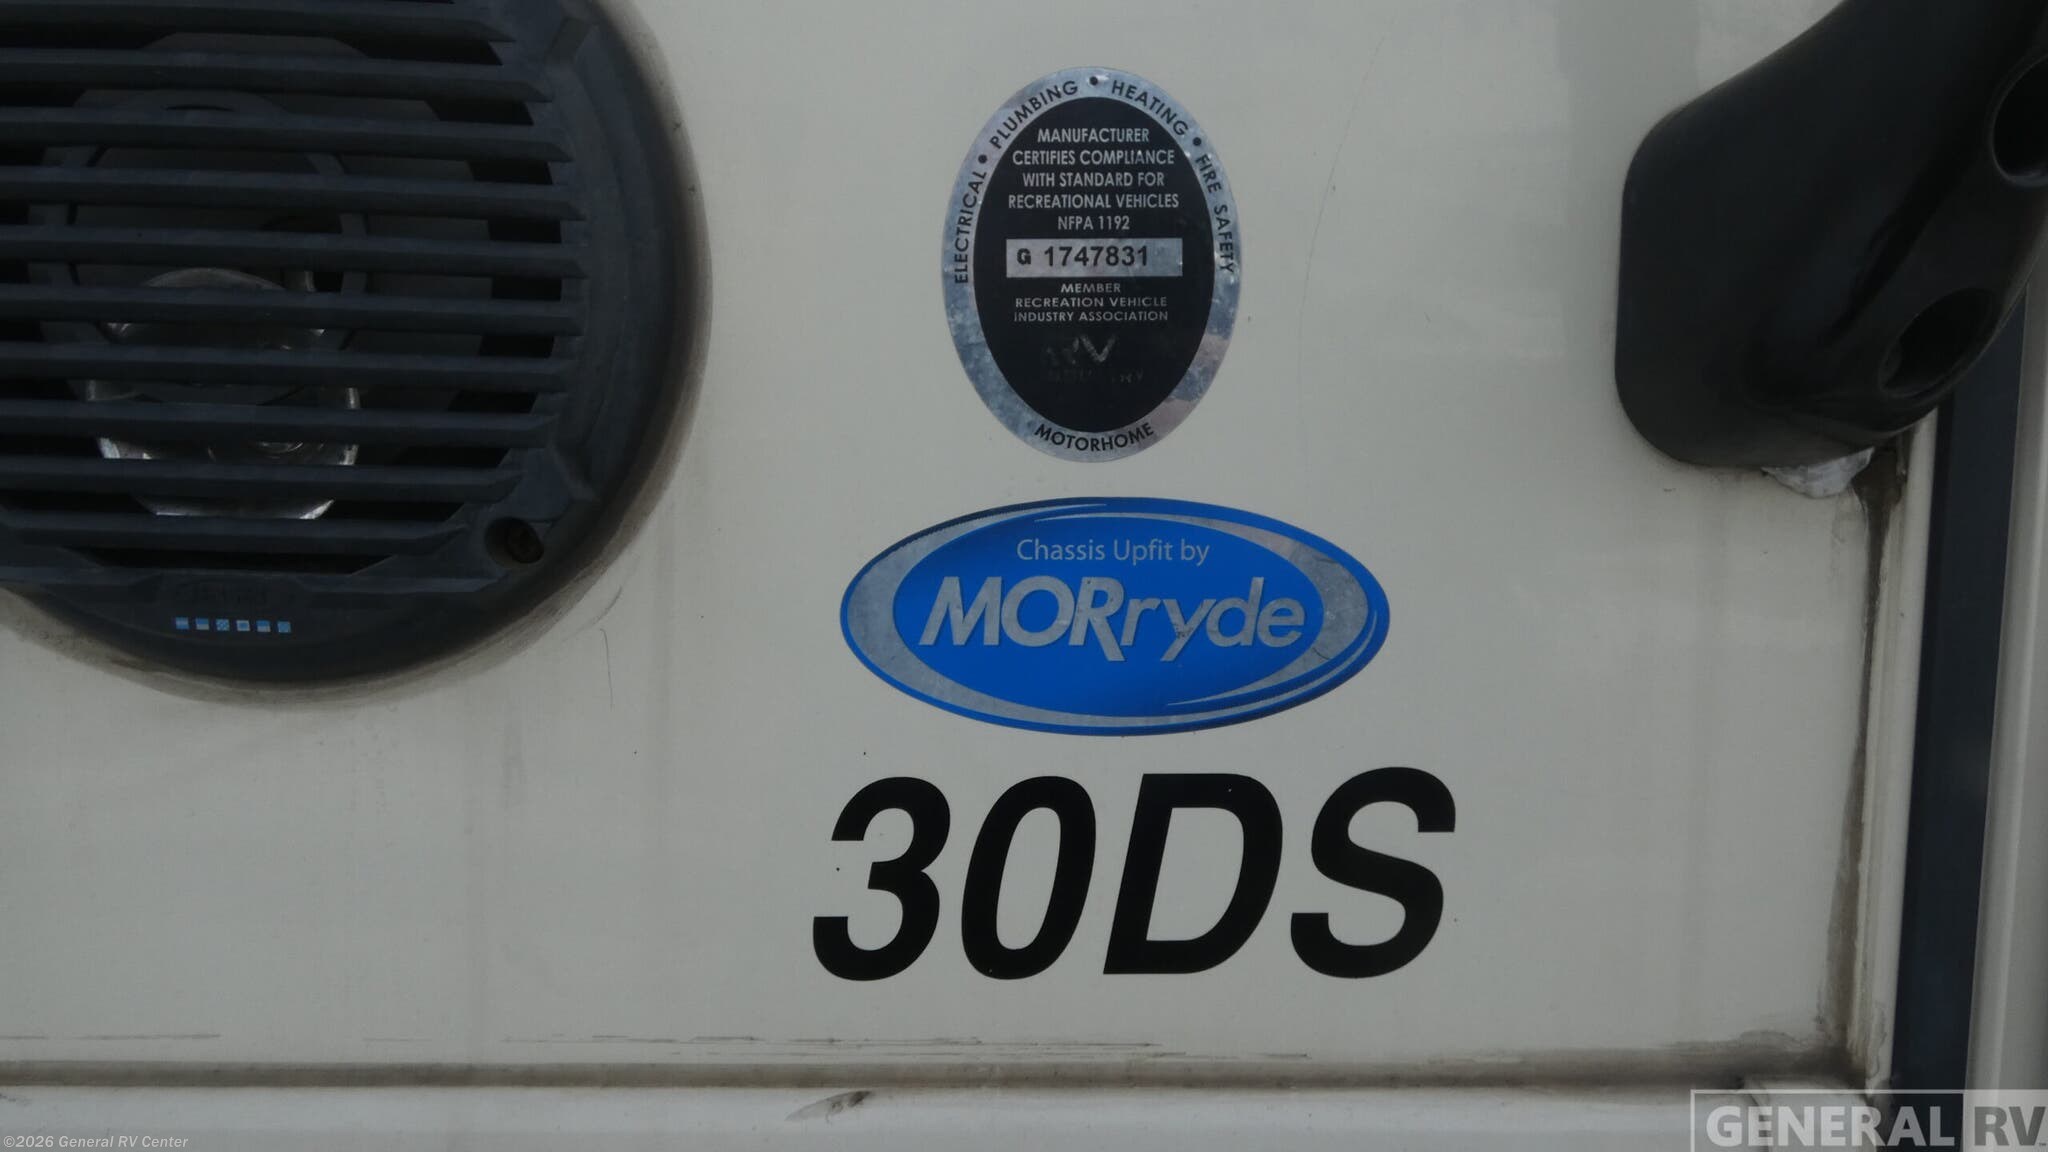 ELECTRICAL • PLUMBING • HEATING • FIRE SAFETY
MANUFACTURER
CERTIFIES COMPLIANCE
WITH STANDARD FOR
RECREATIONAL VEHICLES
NFPA 1192
G 1747831
MEMBER
RECREATION VEHICLE
INDUSTRY ASSOCIATION
RV
MOTORHOME
Chassis Upfit by
MORryde
30DS
©2026 General RV Center
GENERAL RV